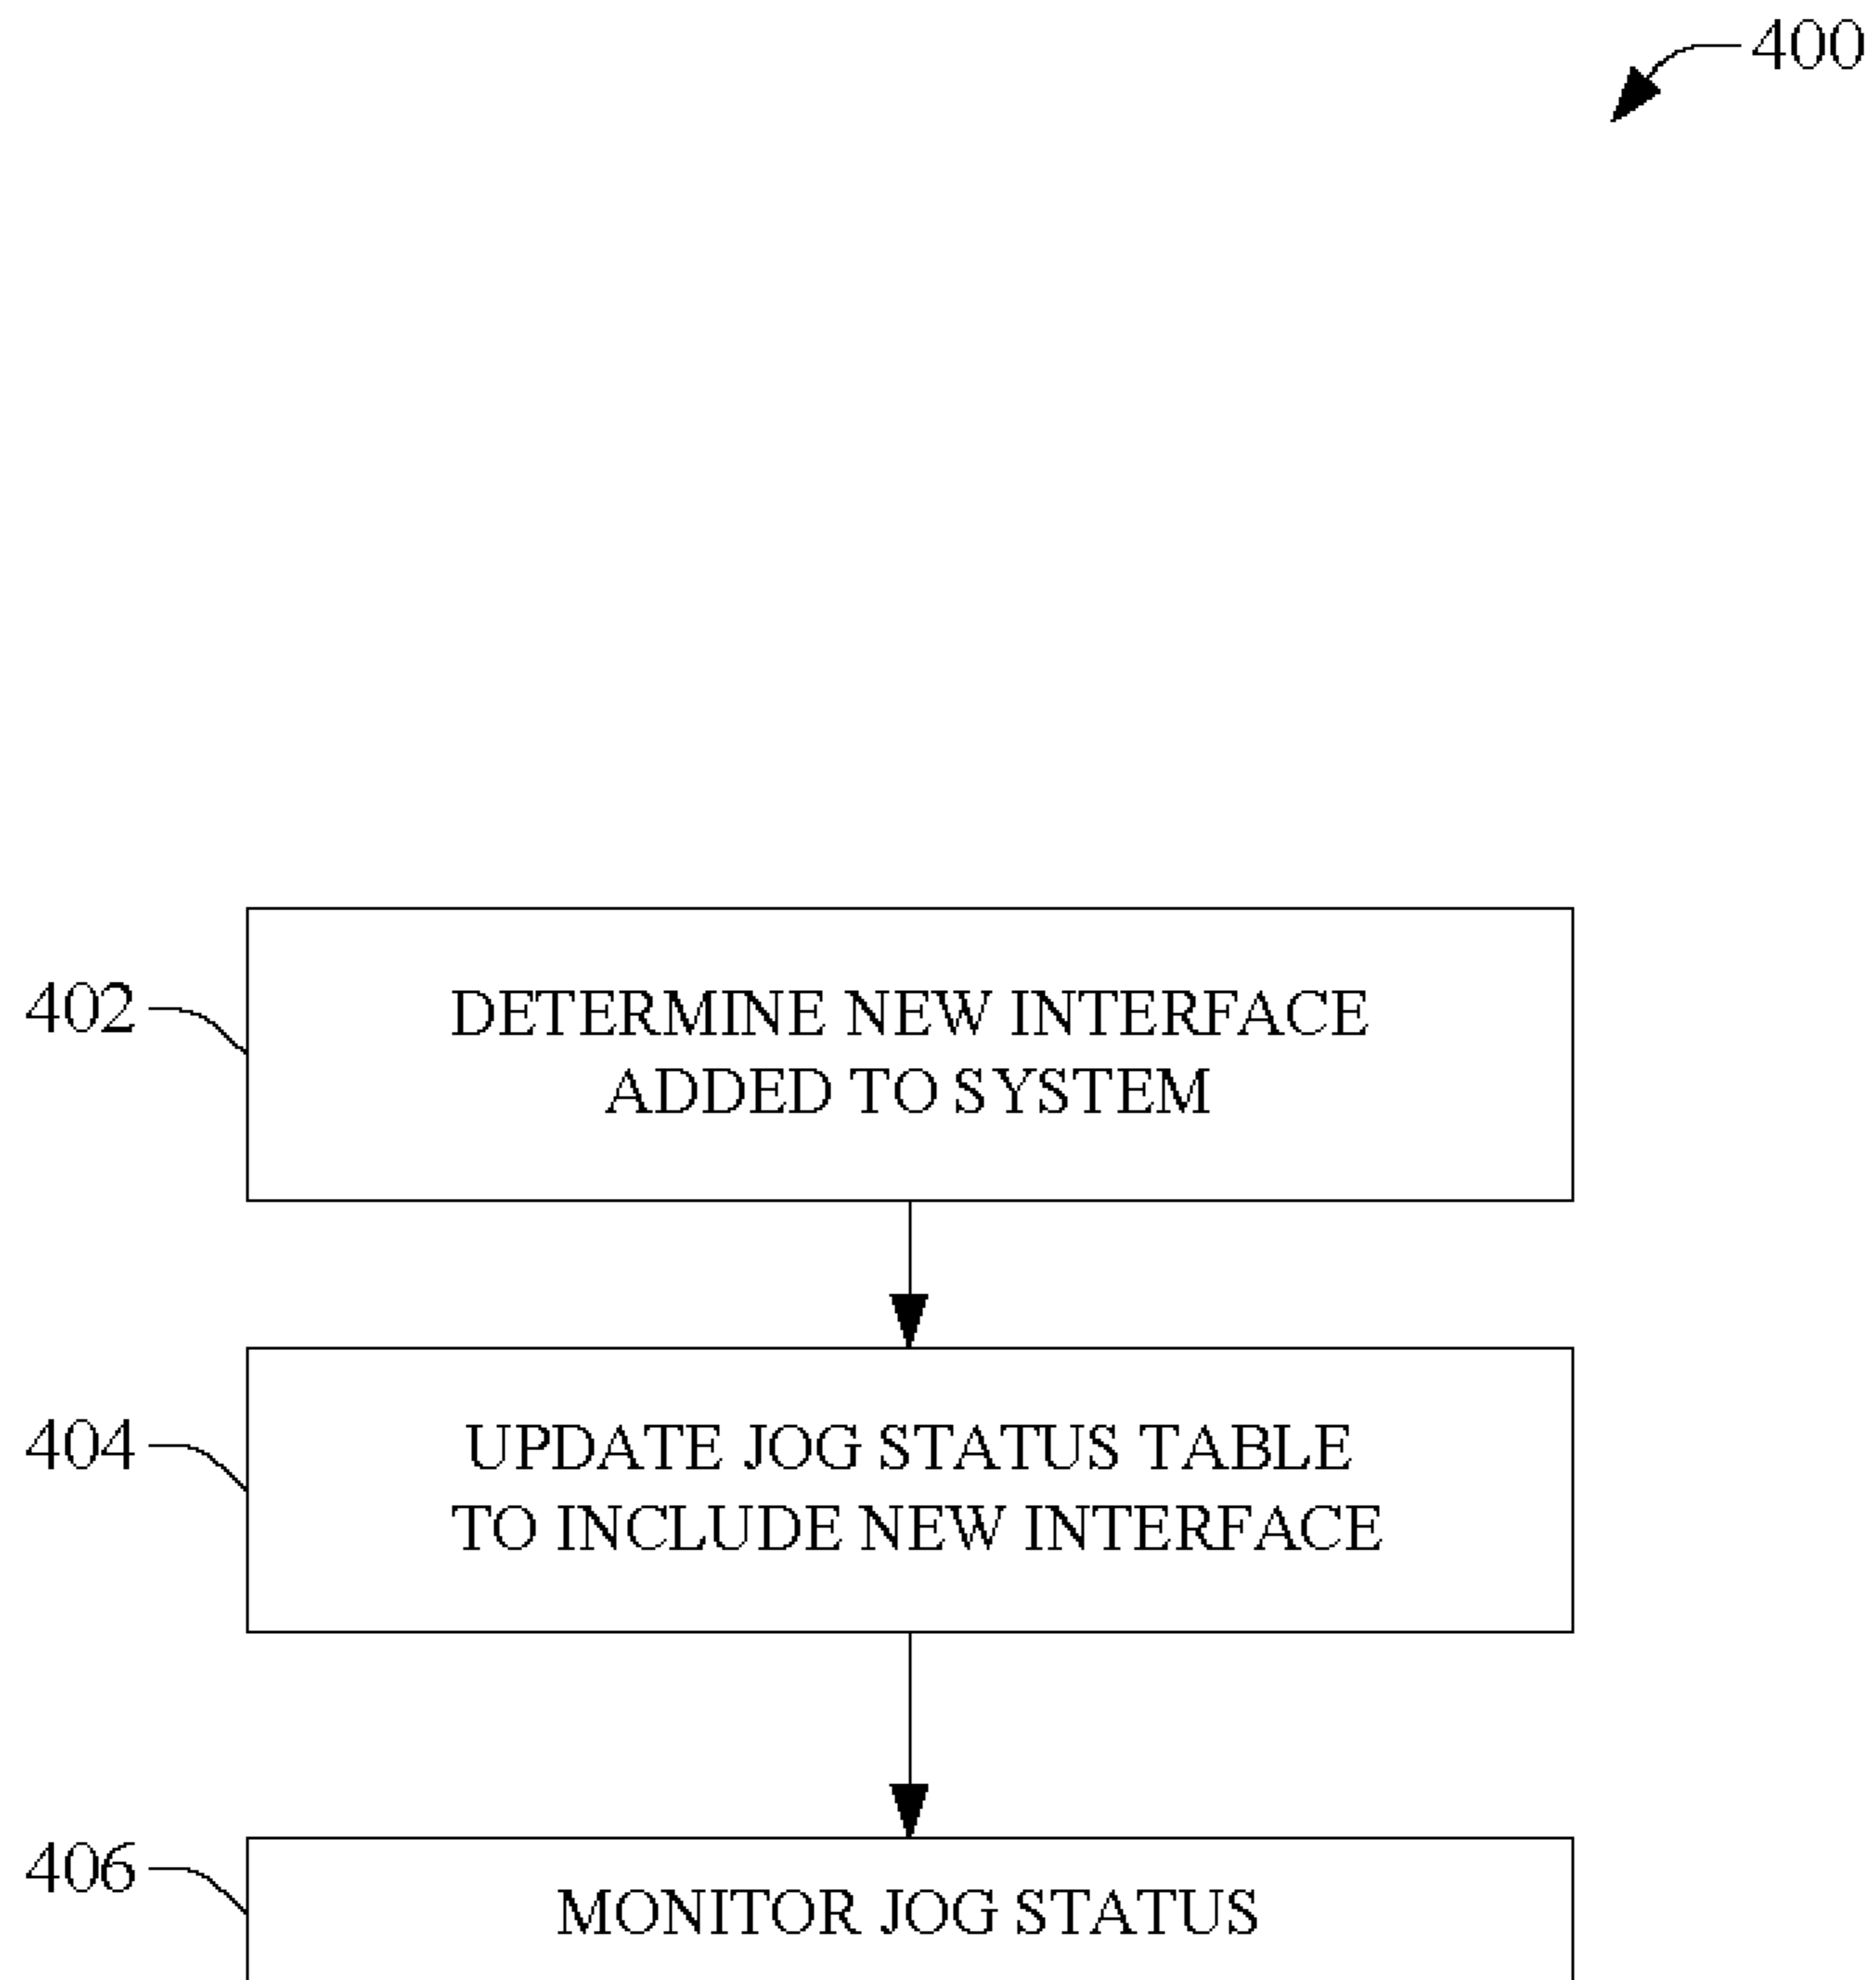 400
402
DETERMINE NEW INTERFACE
ADDED TO SYSTEM
404
UPDATE JOG STATUS TABLE
TO INCLUDE NEW INTERFACE
406
MONITOR JOG STATUS